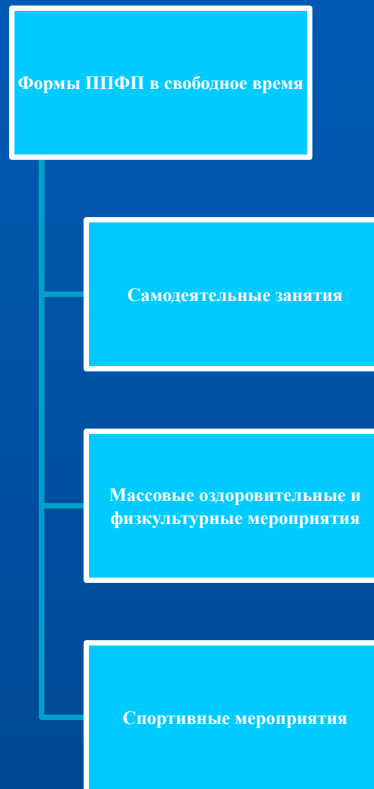 Формы ППФП в свободное время
Самодеятельные занятия
Массовые оздоровительные и
физкультурные мероприятия
Спортивные мероприятия